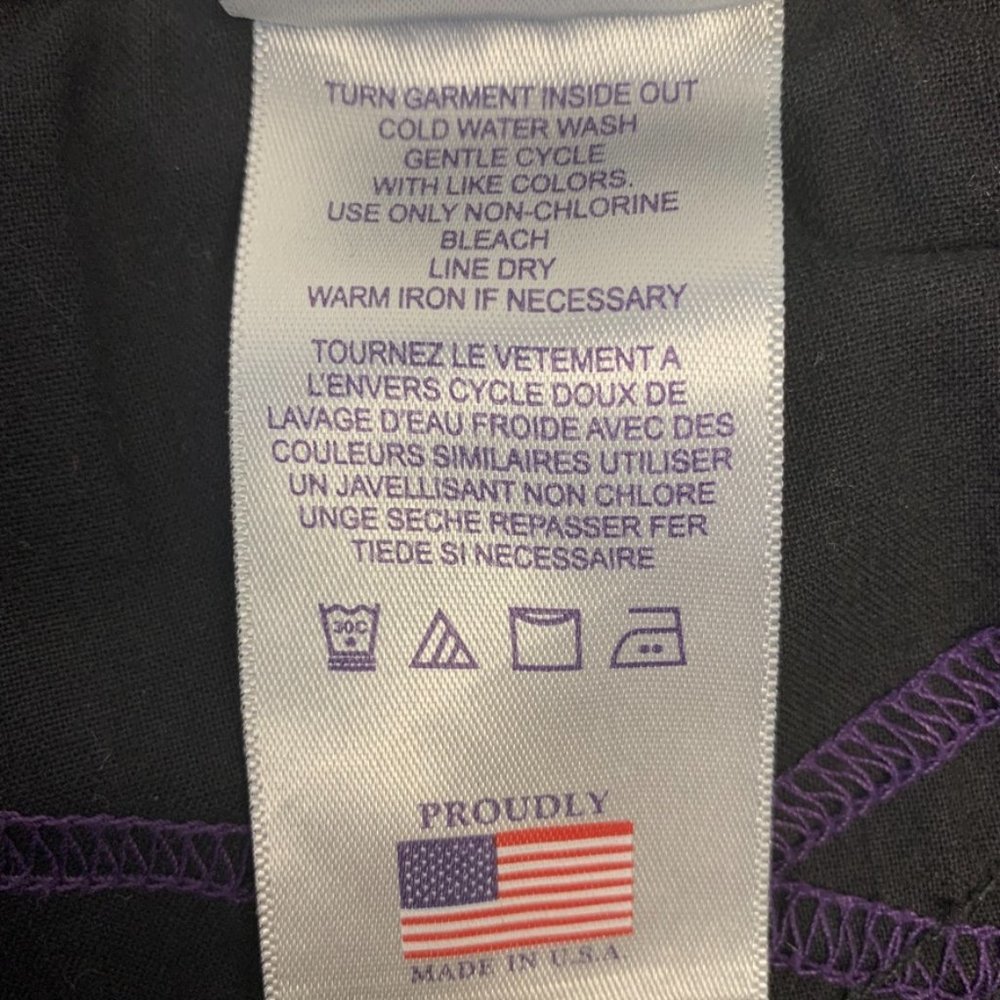 TURN GARMENT INSIDE OUT
COLD WATER WASH
GENTLE CYCLE
WITH LIKE COLORS.
USE ONLY NON-CHLORINE
BLEACH
LINE DRY
WARM IRON IF NECESSARY
TOURNEZ LE VETEMENT A
L'ENVERS CYCLE DOUX DE
LAVAGE D'EAU FROIDE AVEC DES
COULEURS SIMILAIRES UTILISER
UN JAVELLISANT NON CHLORE
UNGE SECHE REPASSER FER
TIEDE SI NECESSAIRE
30C
PROUDLY
MADE IN U.S.A.